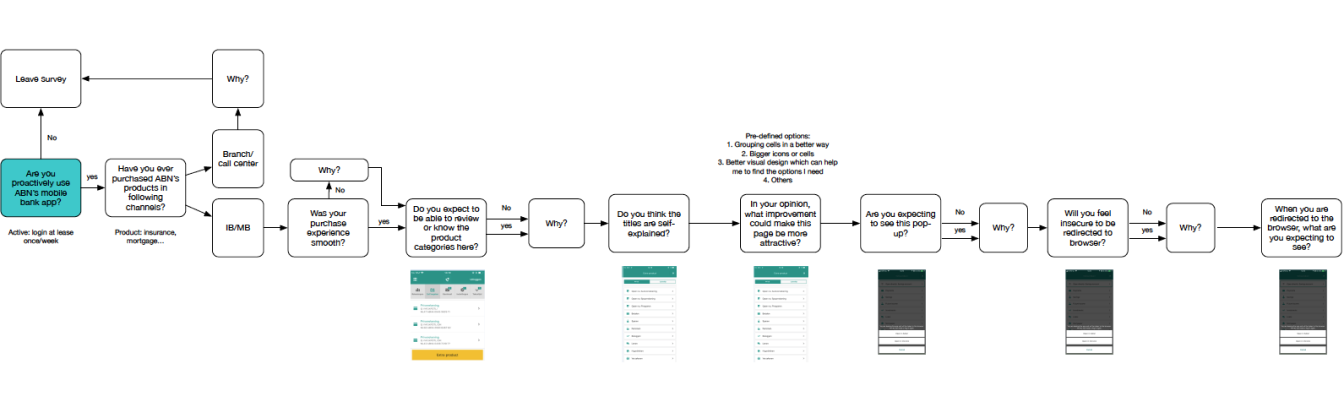 Leave survey
Why?
No
Branch/
call center
Are you
proactively use
ABN's mobile
bank app?
yes
Have you ever
purchased ABN's
products in
following
channels?
Active: login at lease
once/week
Product: insurance,
mortgage...
IB/MB
Why?
No
Was your
purchase
experience
smooth?
yes
Do you expect to
be able to review
or know the
product
categories here?
No
yes
Why?
Do you think the
titles are self-
explained?
Pre-defined options:
1. Grouping cells in a better way
2. Bigger icons or cells
3. Better visual design which can help
me to find the options I need
4. Others
In your opinion,
what improvement
could make this
page be more
attractive?
Are you expecting
to see this pop-
up?
No
yes
Why?
Will you feel
insecure to be
redirected to
browser?
No
yes
Why?
When you are
redirected to the
browser, what are
you expecting to
see?